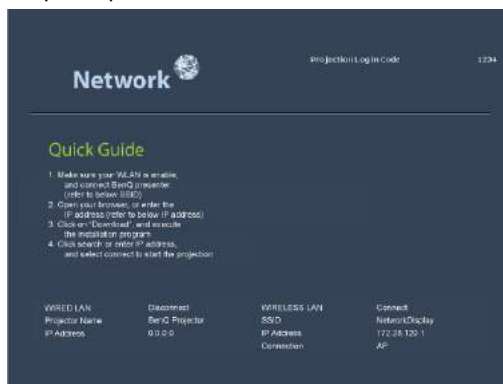 Projection Log in Code 1234
Network
Quick Guide
1. Make sure your WLAN is enable,
and connect BenQ presenter
(refer to below SSID)
2. Open your browser, or enter the
IP address (refer to below IP address)
3. Click on "Download", and execute
the installation program
4. Click search or enter IP address,
and select connect to start the projection
WIRED LAN Disconnect WIRELESS LAN Connect
Projector Name BenQ Projector SSID NetworkDisplay
IP Address 0.0.0.0 IP Address 172.28.120.1
Connection AP